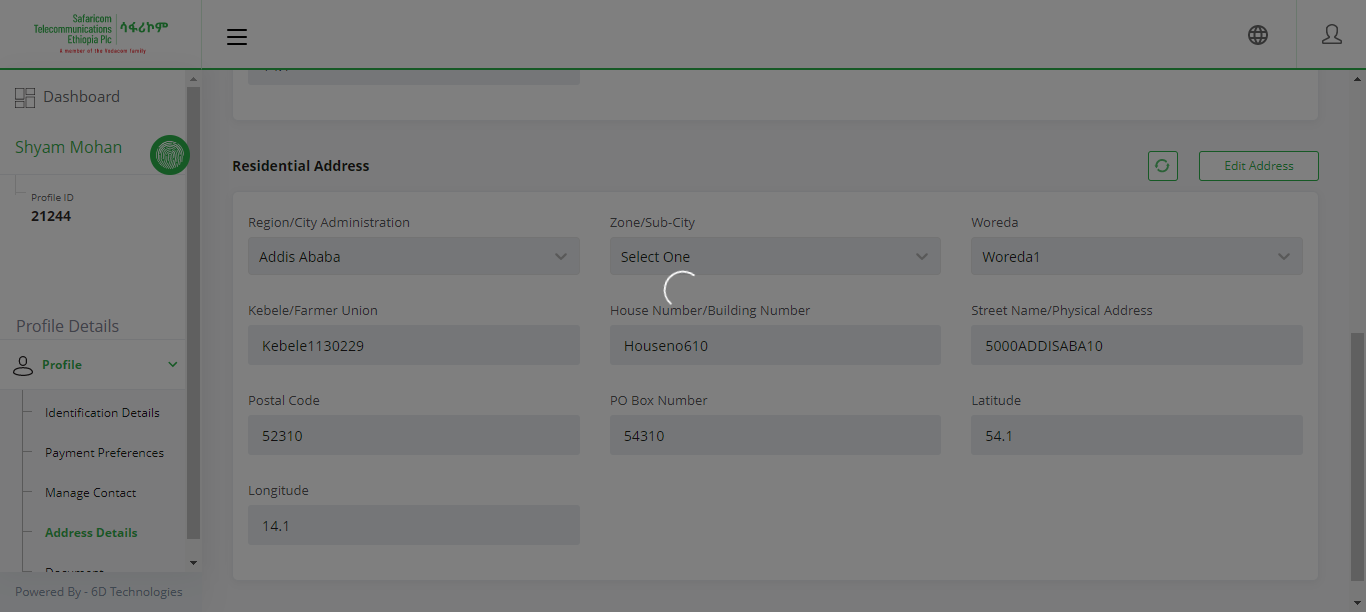 Safaricom
Telecommunications
Ethiopia Plc
ሳፋሪኮም
A member of the Vodacom family
Dashboard
Shyam Mohan
Profile ID
21244
Profile Details
Profile
Identification Details
Payment Preferences
Manage Contact
Address Details
Document
Powered By - 6D Technologies
Residential Address
Edit Address
Region/City Administration
Zone/Sub-City
Woreda
Addis Ababa
Select One
Woreda1
Kebele/Farmer Union
House Number/Building Number
Street Name/Physical Address
Kebele1130229
Houseno610
5000ADDISABA10
Postal Code
PO Box Number
Latitude
52310
54310
54.1
Longitude
14.1